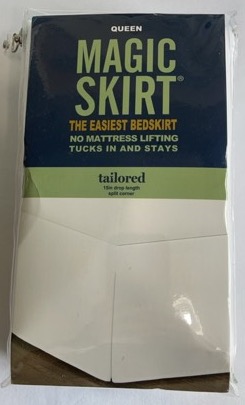 QUEEN
MAGIC
SKIRT®
THE EASIEST BEDSKIRT
NO MATTRESS LIFTING
TUCKS IN AND STAYS
tailored
15in drop length
split corner